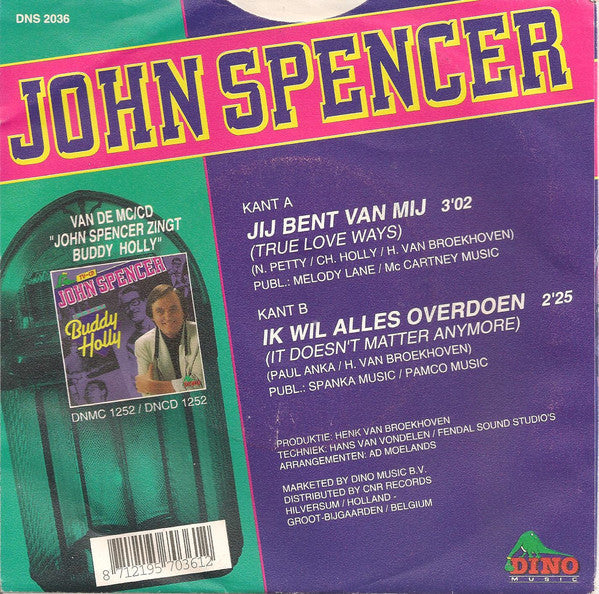 DNS 2036
JOHN SPENCER
VAN DE MC/CD
"JOHN SPENCER ZINGT
BUDDY HOLLY"
JOHN SPENCER
Buddy
Holly
DNMC 1252 / DNCD 1252
8 712195 703612
KANT A
JIJ BENT VAN MIJ 3'02
(TRUE LOVE WAYS)
(N. PETTY / CH. HOLLY / H. VAN BROEKHOVEN)
PUBL.: MELODY LANE / Mc CARTNEY MUSIC
KANT B
IK WIL ALLES OVERDOEN 2'25
(IT DOESN'T MATTER ANYMORE)
(PAUL ANKA / H. VAN BROEKHOVEN)
PUBL.: SPANKA MUSIC / PAMCO MUSIC
PRODUKTIE: HENK VAN BROEKHOVEN
TECHNIEK: HANS VAN VONDELEN / FENDAL SOUND STUDIO'S
ARRANGEMENTEN: AD MOELANDS
MARKETED BY DINO MUSIC B.V.
DISTRIBUTED BY CNR RECORDS
HILVERSUM / HOLLAND -
GROOT-BIJGAARDEN / BELGIUM
DINO
MUSIC